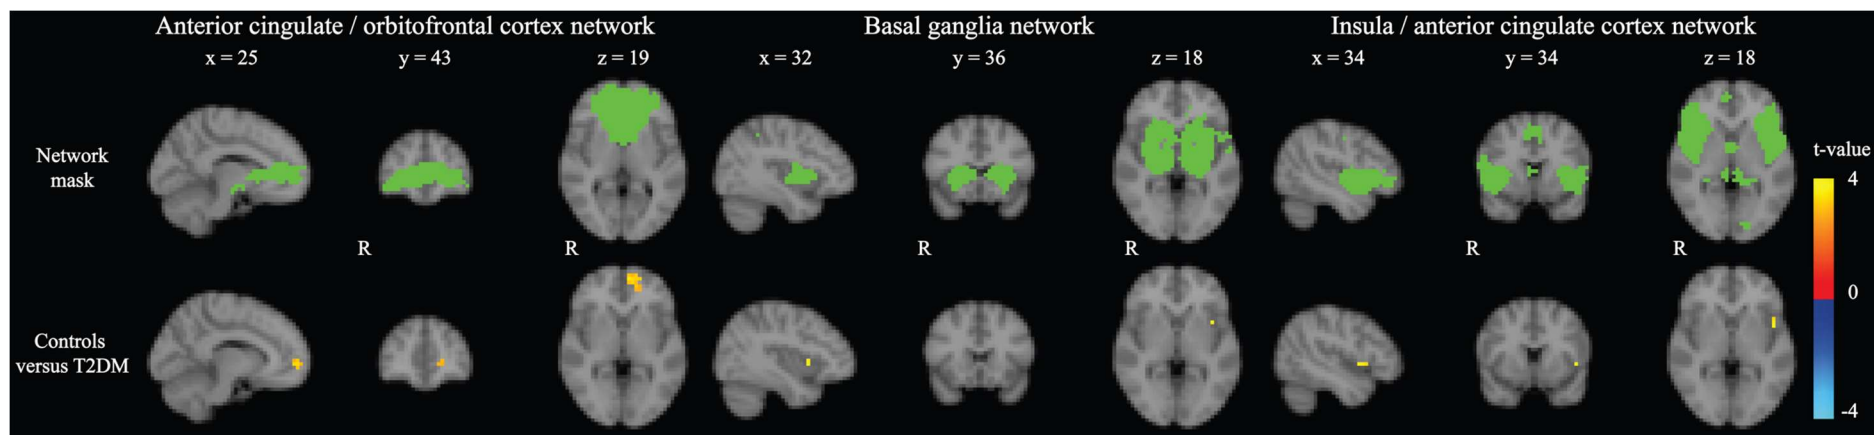 Anterior cingulate / orbitofrontal cortex network
Basal ganglia network
Insula / anterior cingulate cortex network
x = 25
y = 43
z = 19
x = 32
y = 36
z = 18
x = 34
y = 34
z = 18
Network
mask
t-value
4
0
-4
R
R
R
R
R
R
Controls
versus T2DM